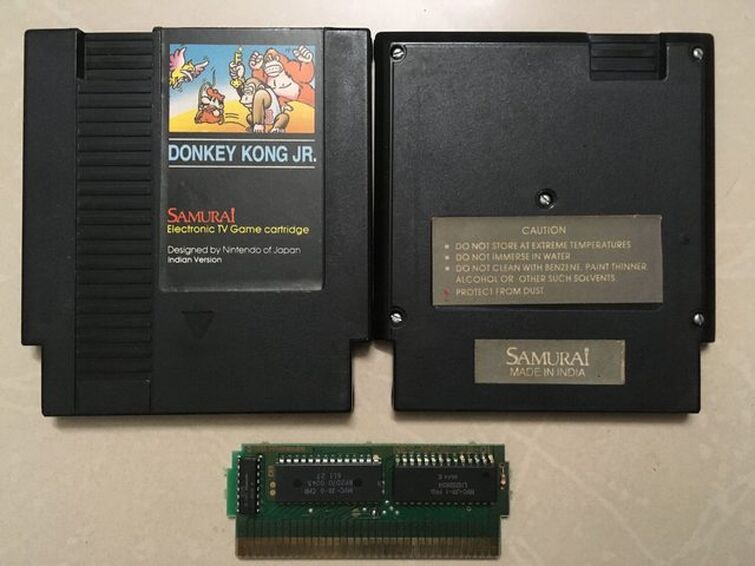 DONKEY KONG JR.
SAMURAI
Electronic TV Game cartridge
Designed by Nintendo of Japan
Indian Version
CAUTION
DO NOT STORE AT EXTREME TEMPERATURES
DO NOT IMMERSE IN WATER
DO NOT CLEAN WITH BENZENE, PAINT THINNER
ALCOHOL OR OTHER SUCH SOLVENTS
PROTECT FROM DUST
SAMURAI
MADE IN INDIA